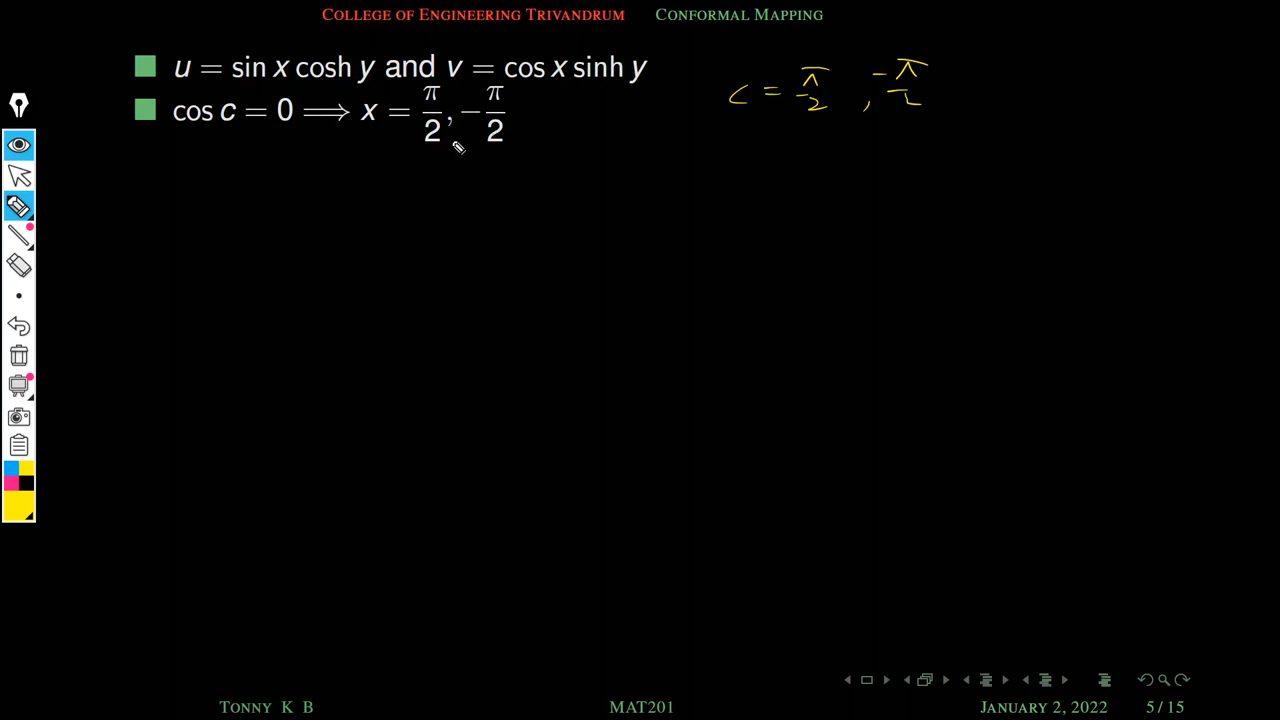 College of Engineering Trivandrum Conformal Mapping
u = sin x cosh y and v = cos x sinh y
cos c = 0 ⟹ x = π/2, −π/2
c = π/2, −π/2
Tonny K B MAT201 January 2, 2022 5 / 15